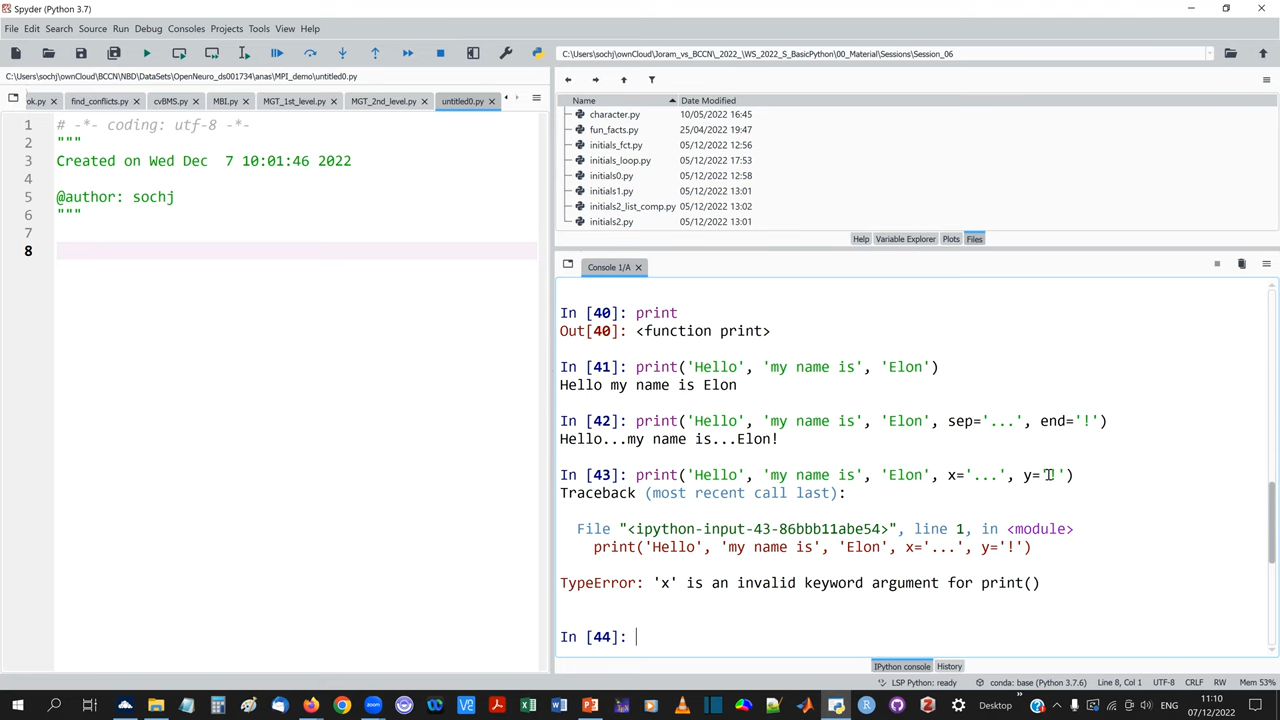 Spyder (Python 3.7)
File Edit Search Source Run Debug Consoles Projects Tools View Help
C:\Users\sochj\ownCloud\Joram_vs_BCCN\_2022_\WS_2022_S_BasicPython\00_Material\Sessions\Session_06
C:\Users\sochj\ownCloud\BCCN\NBD\DataSets\OpenNeuro_ds001734\anas\MPI_demo\untitled0.py
ok.py find_conflicts.py cvBMS.py MBI.py MGT_1st_level.py MGT_2nd_level.py untitled0.py
1 # -*- coding: utf-8 -*-
2 """
3 Created on Wed Dec  7 10:01:46 2022
4
5 @author: sochj
6 """
7
8
Name Date Modified
character.py 10/05/2022 16:45
fun_facts.py 25/04/2022 19:47
initials_fct.py 05/12/2022 12:56
initials_loop.py 05/12/2022 17:53
initials0.py 05/12/2022 12:58
initials1.py 05/12/2022 13:01
initials2_list_comp.py 05/12/2022 13:02
initials2.py 05/12/2022 13:01
Help Variable Explorer Plots Files
Console 1/A
In [40]: print
Out[40]: <function print>
In [41]: print('Hello', 'my name is', 'Elon')
Hello my name is Elon
In [42]: print('Hello', 'my name is', 'Elon', sep='...', end='!')
Hello...my name is...Elon!
In [43]: print('Hello', 'my name is', 'Elon', x='...', y='!')
Traceback (most recent call last):
File "<ipython-input-43-86bbb11abe54>", line 1, in <module>
print('Hello', 'my name is', 'Elon', x='...', y='!')
TypeError: 'x' is an invalid keyword argument for print()
In [44]:
IPython console History
LSP Python: ready conda: base (Python 3.7.6) Line 8, Col 1 UTF-8 CRLF RW Mem 53%
Desktop ENG 11:10
07/12/2022